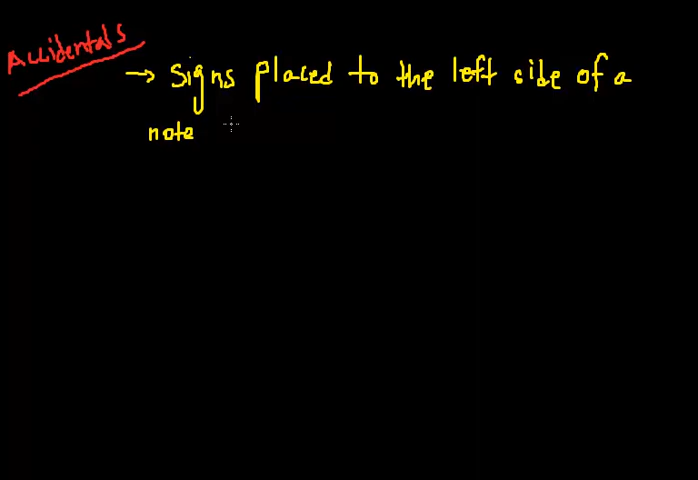 Accidentals
→ Signs placed to the left side of a
note